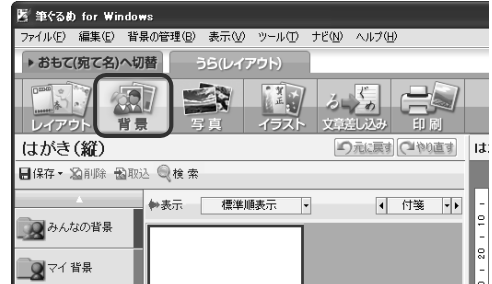 筆ぐるめ for Windows
ファイル(F) 編集(E) 背景の管理(B) 表示(V) ツール(T) ナビ(N) ヘルプ(H)
おもて(宛て名)へ切替 うら(レイアウト)
レイアウト 背景 写真 イラスト 文章差し込み 印刷
はがき(縦) 元に戻す やり直す は
保存 削除 取込 検索
表示 標準順表示 付箋
みんなの背景
マイ 背景
10
20